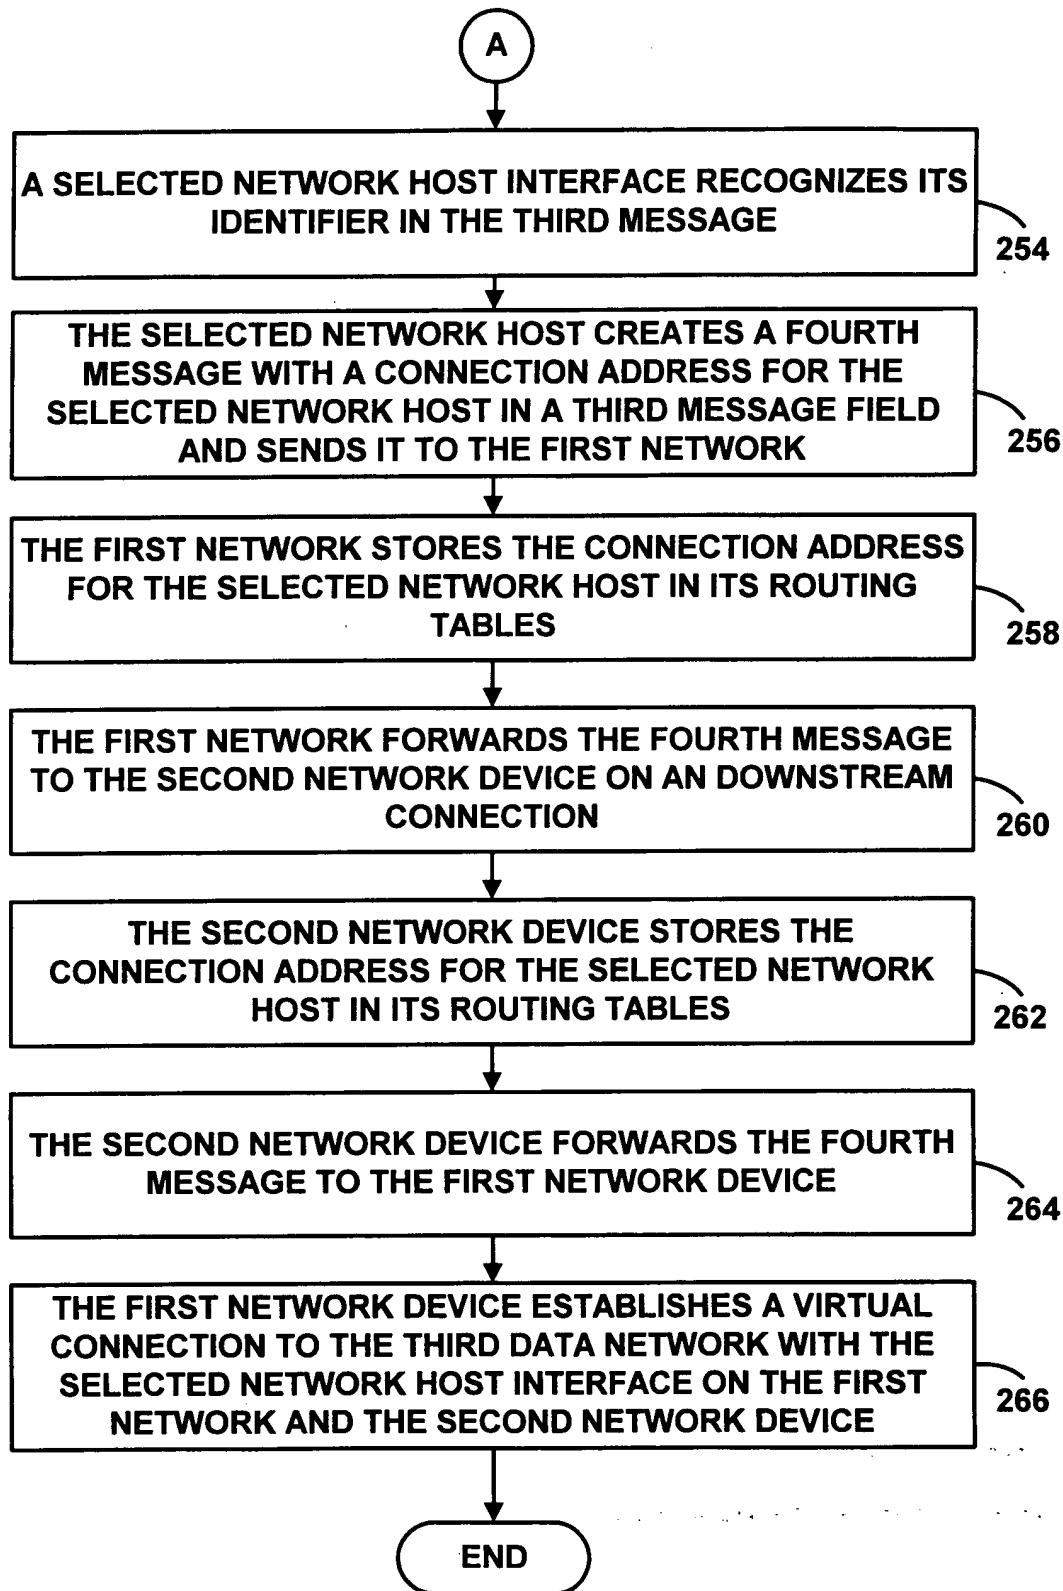 A
A SELECTED NETWORK HOST INTERFACE RECOGNIZES ITS
IDENTIFIER IN THE THIRD MESSAGE
254
THE SELECTED NETWORK HOST CREATES A FOURTH
MESSAGE WITH A CONNECTION ADDRESS FOR THE
SELECTED NETWORK HOST IN A THIRD MESSAGE FIELD
AND SENDS IT TO THE FIRST NETWORK
256
THE FIRST NETWORK STORES THE CONNECTION ADDRESS
FOR THE SELECTED NETWORK HOST IN ITS ROUTING
TABLES
258
THE FIRST NETWORK FORWARDS THE FOURTH MESSAGE
TO THE SECOND NETWORK DEVICE ON AN DOWNSTREAM
CONNECTION
260
THE SECOND NETWORK DEVICE STORES THE
CONNECTION ADDRESS FOR THE SELECTED NETWORK
HOST IN ITS ROUTING TABLES
262
THE SECOND NETWORK DEVICE FORWARDS THE FOURTH
MESSAGE TO THE FIRST NETWORK DEVICE
264
THE FIRST NETWORK DEVICE ESTABLISHES A VIRTUAL
CONNECTION TO THE THIRD DATA NETWORK WITH THE
SELECTED NETWORK HOST INTERFACE ON THE FIRST
NETWORK AND THE SECOND NETWORK DEVICE
266
END